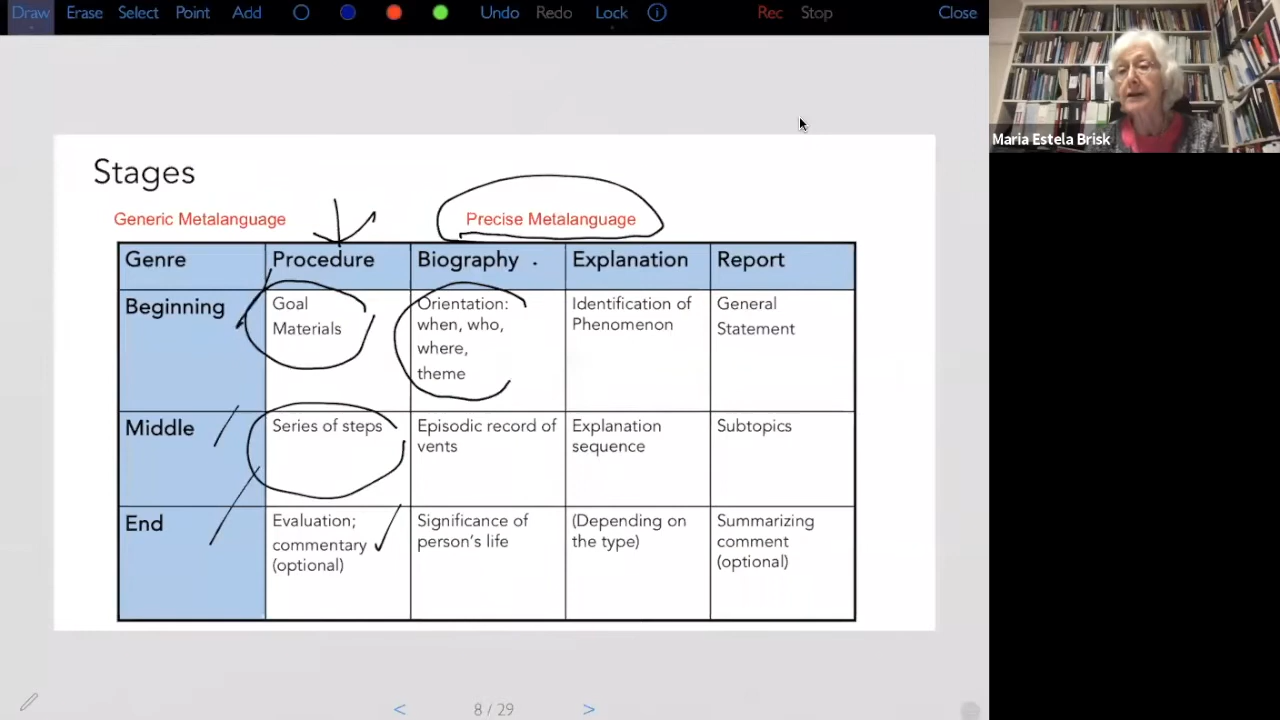 Draw Erase Select Point Add Undo Redo Lock Rec Stop Close
Maria Estela Brisk
Stages
Generic Metalanguage Precise Metalanguage
Genre Procedure Biography Explanation Report
Beginning
Goal
Materials
Orientation:
when, who,
where,
theme
Identification of
Phenomenon
General
Statement
Middle
Series of steps
Episodic record of
vents
Explanation
sequence
Subtopics
End
Evaluation;
commentary
(optional)
Significance of
person's life
(Depending on
the type)
Summarizing
comment
(optional)
< 8 / 29 >